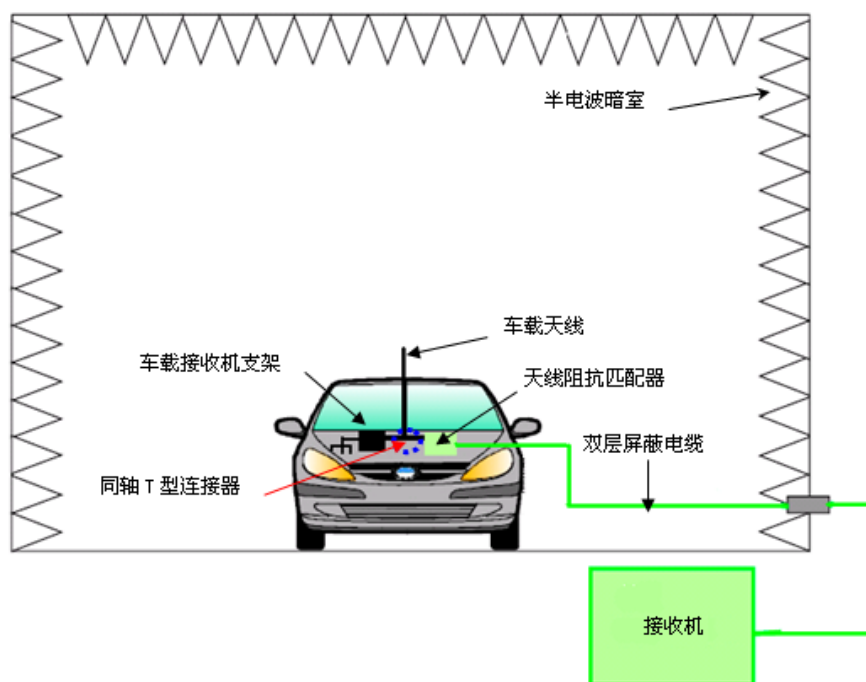 半电波暗室
车载天线
车载接收机支架
天线阻抗匹配器
双层屏蔽电缆
同轴 T 型连接器
接收机